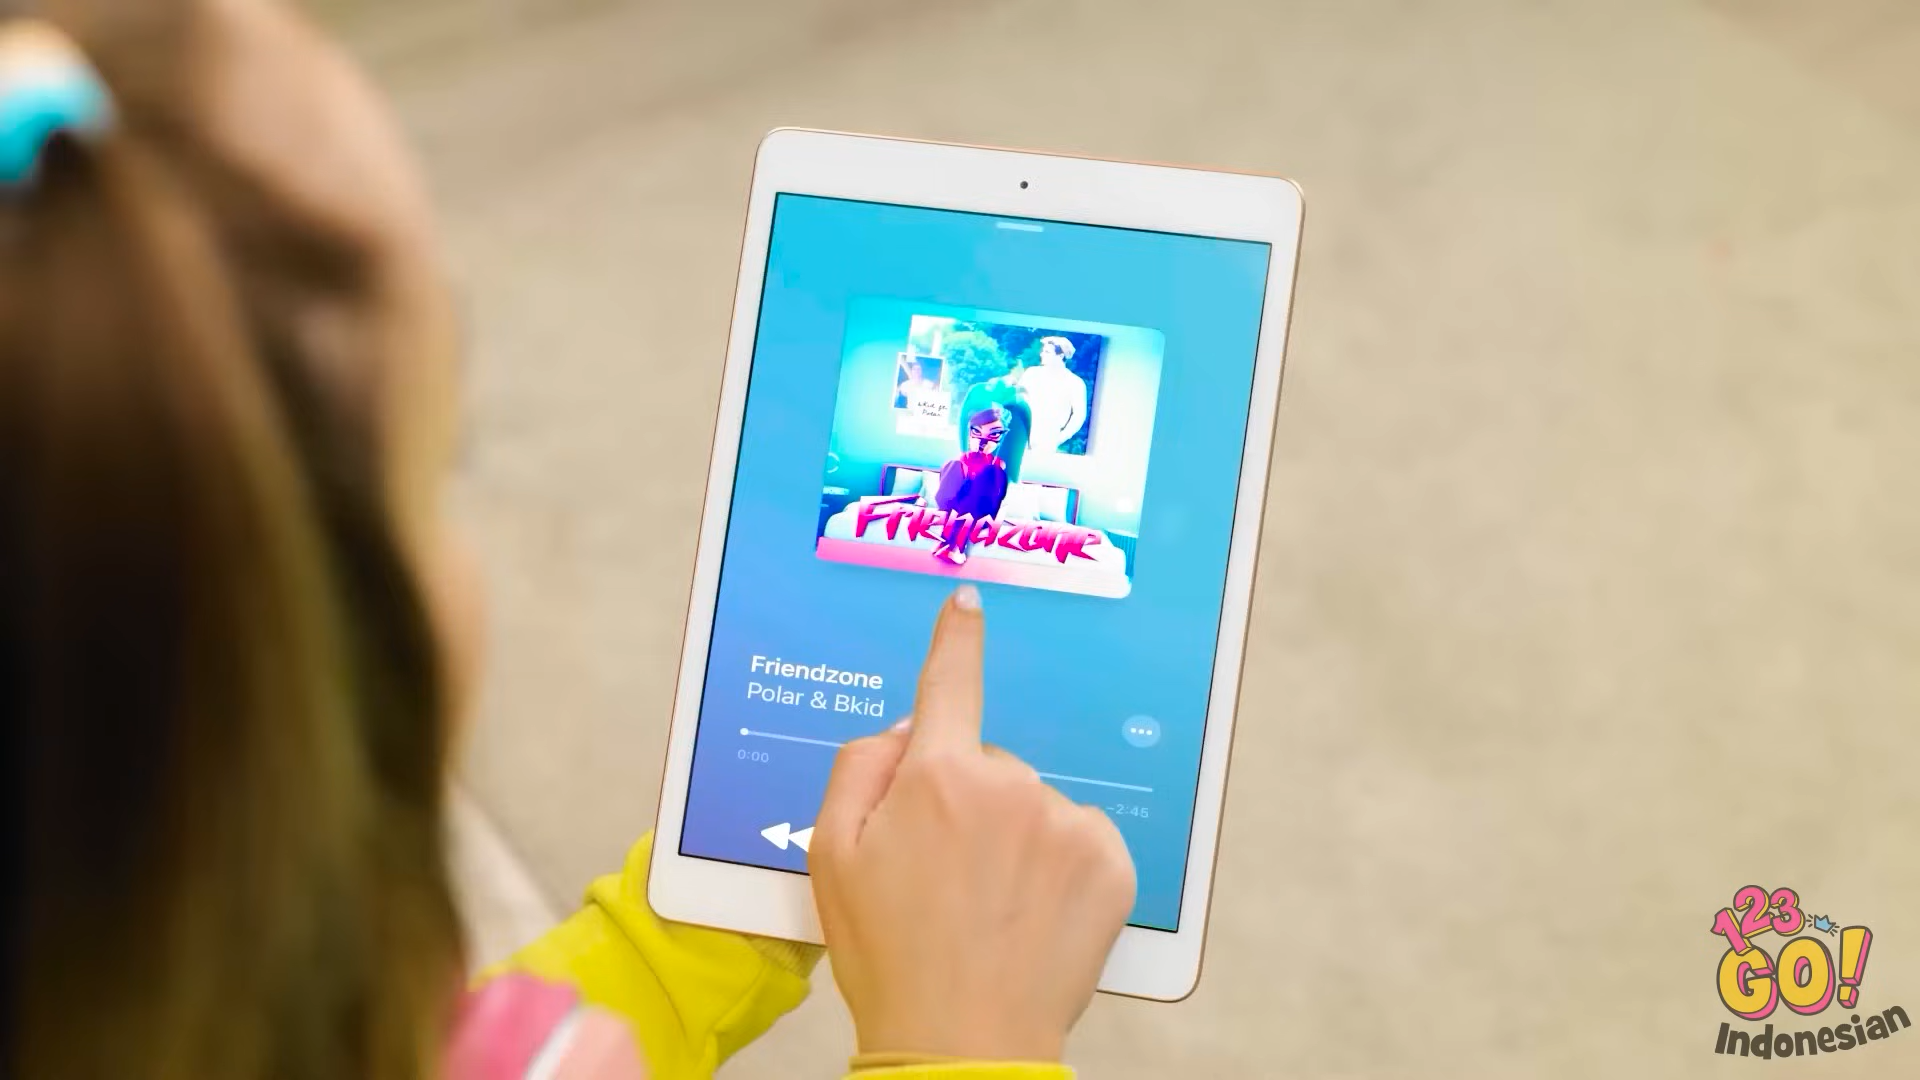 Friendzone
Friendzone
Polar & Bkid
0:00
-2:45
123
GO!
Indonesian